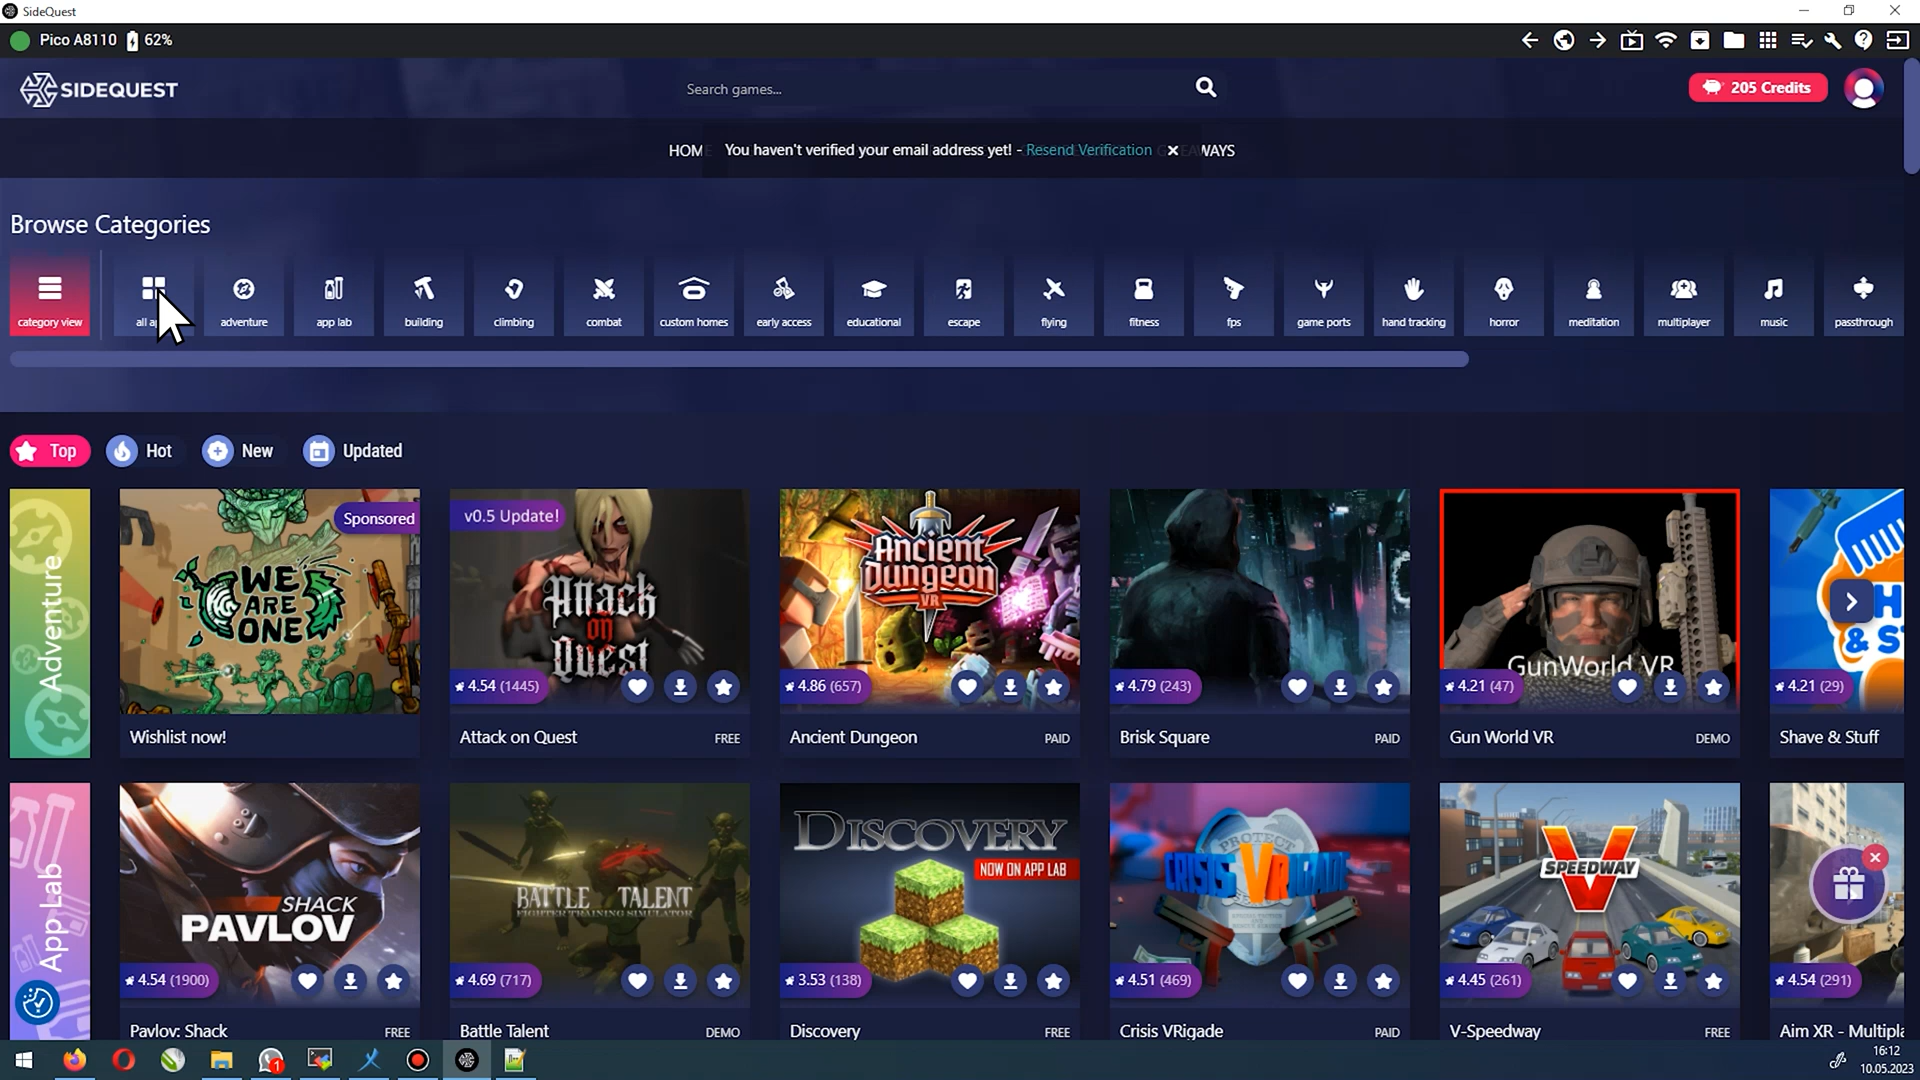 SideQuest
Pico A8110 62%
SIDEQUEST
Search games...
205 Credits
HOM
You haven't verified your email address yet! - Resend Verification
AWAYS
Browse Categories
category view
all ap
adventure
app lab
building
climbing
combat
custom homes
early access
educational
escape
flying
fitness
fps
game ports
hand tracking
horror
meditation
multiplayer
music
passthrough
Top
Hot
New
Updated
Adventure
Sponsored
WE ARE ONE
Wishlist now!
v0.5 Update!
Attack on Quest
4.54 (1445)
Attack on Quest
FREE
Ancient Dungeon VR
4.86 (657)
Ancient Dungeon
PAID
4.79 (243)
Brisk Square
PAID
GunWorld VR
4.21 (47)
Gun World VR
DEMO
H
& S
4.21 (29)
Shave & Stuff
App Lab
SHACK
PAVLOV
4.54 (1900)
Pavlov: Shack
FREE
BATTLE TALENT
FIGHTER TRAINING SIMULATOR
4.69 (717)
Battle Talent
DEMO
DISCOVERY
NOW ON APP LAB
3.53 (138)
Discovery
FREE
PROTECT
CRISIS VRIGADE
4.51 (469)
Crisis VRigade
PAID
V
SPEEDWAY
4.45 (261)
V-Speedway
FREE
4.54 (291)
Aim XR - Multipla
1
16:12
10.05.2023